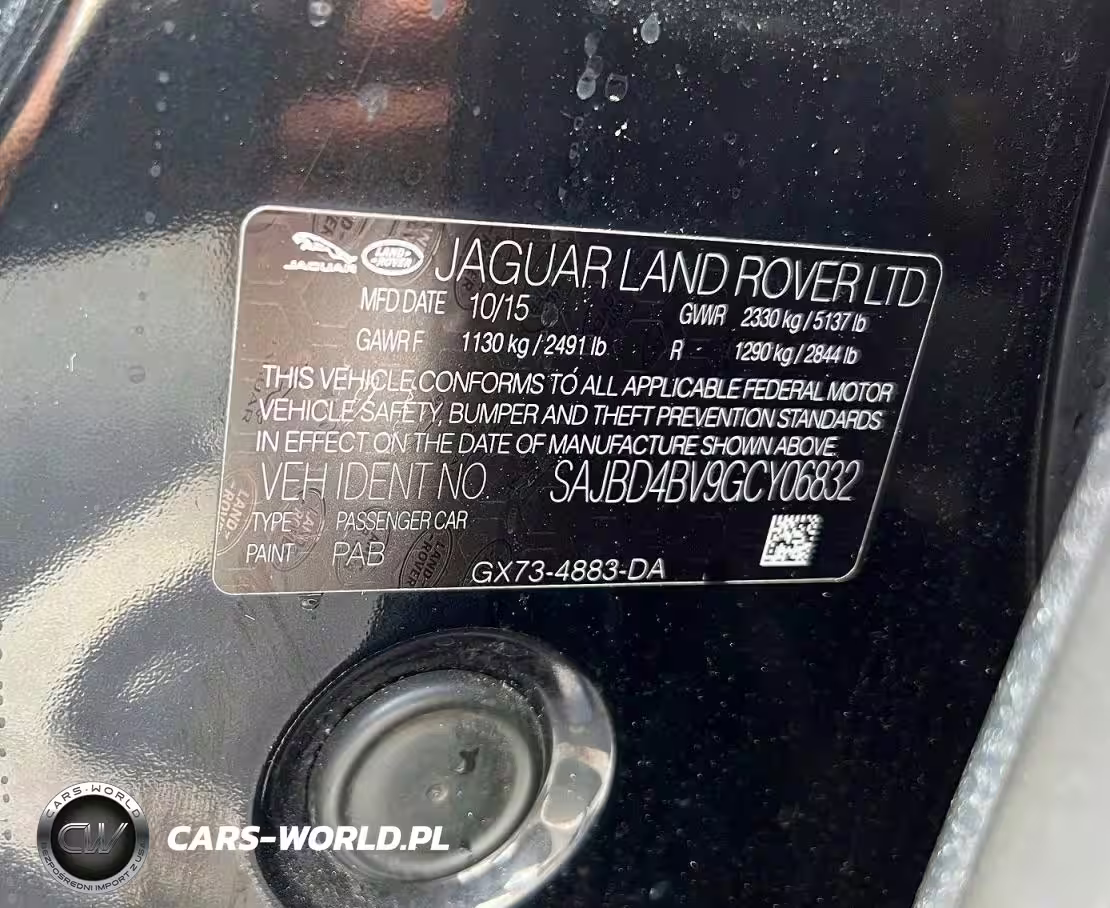 JAGUAR LAND ROVER JAGUAR LAND ROVER LTD
MFD DATE 10/15 GVWR 2330 kg / 5137 lb
GAWR F 1130 kg / 2491 lb R - 1290 kg / 2844 lb
THIS VEHICLE CONFORMS TO ALL APPLICABLE FEDERAL MOTOR
VEHICLE SAFETY, BUMPER AND THEFT PREVENTION STANDARDS
IN EFFECT ON THE DATE OF MANUFACTURE SHOWN ABOVE.
VEH IDENT NO. SAJBD4BV9GCY06832
TYPE PASSENGER CAR
PAINT PAB
GX73-4883-DA
CARS-WORLD
CW
BEZPOŚREDNI IMPORT Z USA
CARS-WORLD.PL